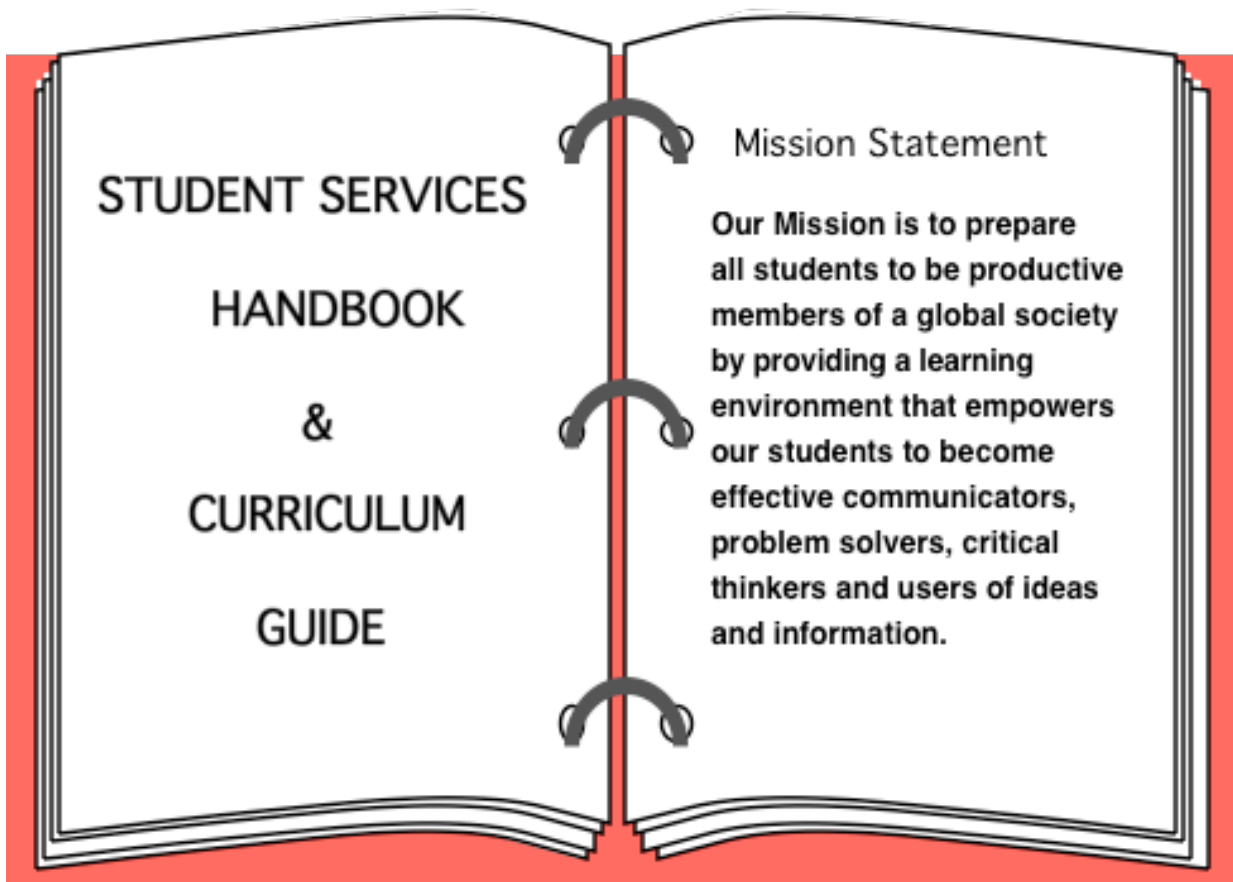 STUDENT SERVICES
HANDBOOK
&
CURRICULUM
GUIDE
Mission Statement
Our Mission is to prepare
all students to be productive
members of a global society
by providing a learning
environment that empowers
our students to become
effective communicators,
problem solvers, critical
thinkers and users of ideas
and information.